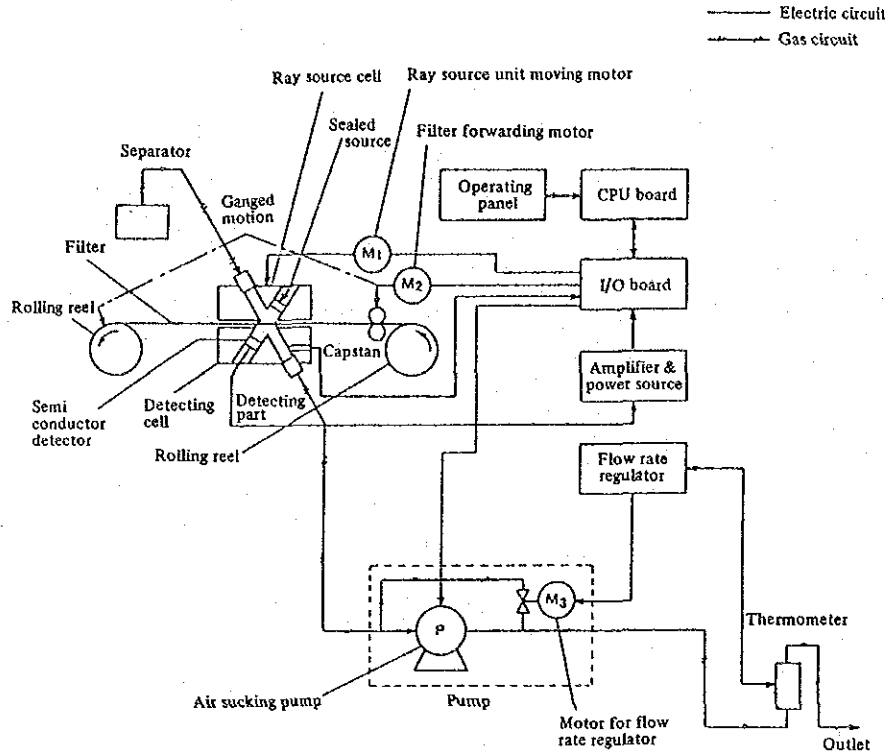 Electric circuit
Gas circuit
Ray source cell
Ray source unit moving motor
Sealed
source
Filter forwarding motor
Separator
Operating
panel
CPU board
Ganged
motion
M1
Filter
M2
I/O board
Rolling reel
Capstan
Amplifier &
power source
Semi
conductor
detector
Detecting
cell
Detecting
part
Rolling reel
Flow rate
regulator
M3
Thermometer
P
Air sucking pump
Pump
Motor for flow
rate regulator
Outlet